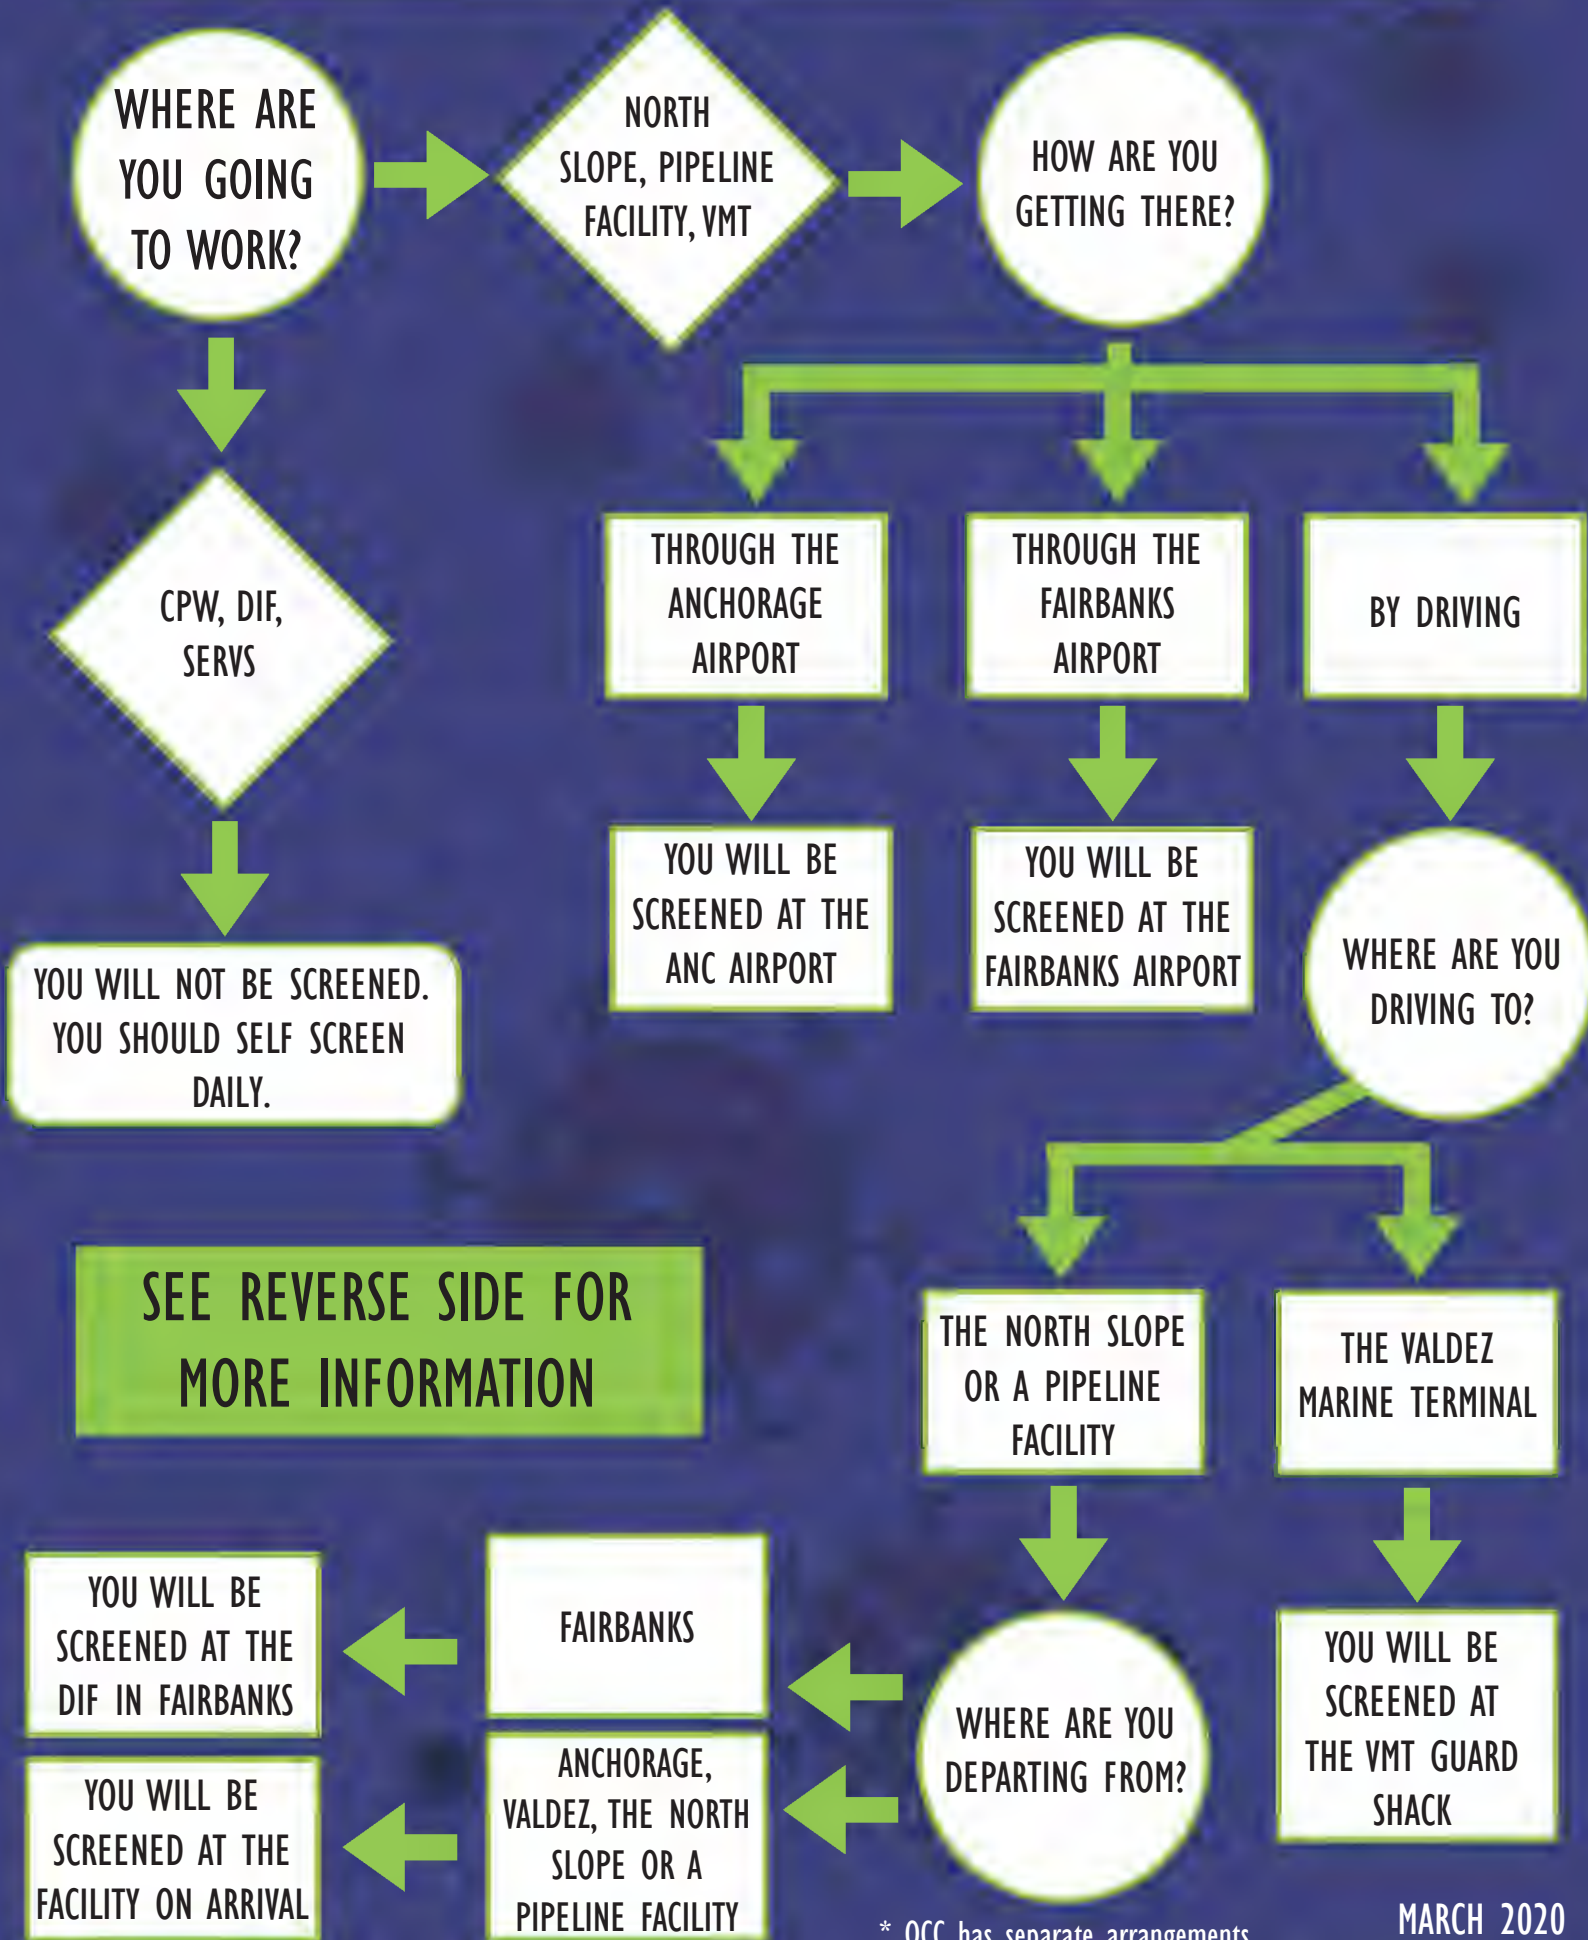 WHERE ARE
YOU GOING
TO WORK?
NORTH
SLOPE, PIPELINE
FACILITY, VMT
HOW ARE YOU
GETTING THERE?
CPW, DIF,
SERVS
THROUGH THE
ANCHORAGE
AIRPORT
THROUGH THE
FAIRBANKS
AIRPORT
BY DRIVING
YOU WILL BE
SCREENED AT THE
ANC AIRPORT
YOU WILL BE
SCREENED AT THE
FAIRBANKS AIRPORT
WHERE ARE YOU
DRIVING TO?
YOU WILL NOT BE SCREENED.
YOU SHOULD SELF SCREEN
DAILY.
SEE REVERSE SIDE FOR
MORE INFORMATION
THE NORTH SLOPE
OR A PIPELINE
FACILITY
THE VALDEZ
MARINE TERMINAL
YOU WILL BE
SCREENED AT THE
DIF IN FAIRBANKS
FAIRBANKS
WHERE ARE YOU
DEPARTING FROM?
YOU WILL BE
SCREENED AT
THE VMT GUARD
SHACK
YOU WILL BE
SCREENED AT THE
FACILITY ON ARRIVAL
ANCHORAGE,
VALDEZ, THE NORTH
SLOPE OR A
PIPELINE FACILITY
* OCC has separate arrangements
MARCH 2020